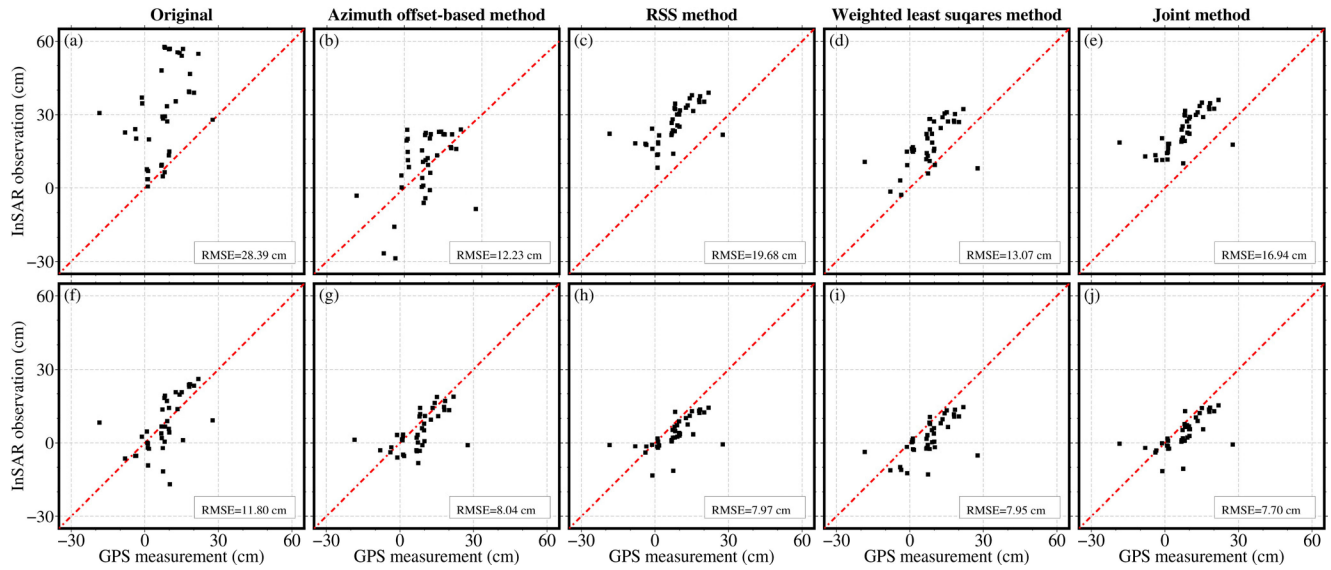 Original Azimuth offset-based method RSS method Weighted least suqares method Joint method
(a) (b) (c) (d) (e)
60
30
0
−30
InSAR observation (cm)
RMSE=28.39 cm RMSE=12.23 cm RMSE=19.68 cm RMSE=13.07 cm RMSE=16.94 cm
(f) (g) (h) (i) (j)
60
30
0
−30
InSAR observation (cm)
RMSE=11.80 cm RMSE=8.04 cm RMSE=7.97 cm RMSE=7.95 cm RMSE=7.70 cm
−30 0 30 60 −30 0 30 60 −30 0 30 60 −30 0 30 60 −30 0 30 60
GPS measurement (cm) GPS measurement (cm) GPS measurement (cm) GPS measurement (cm) GPS measurement (cm)